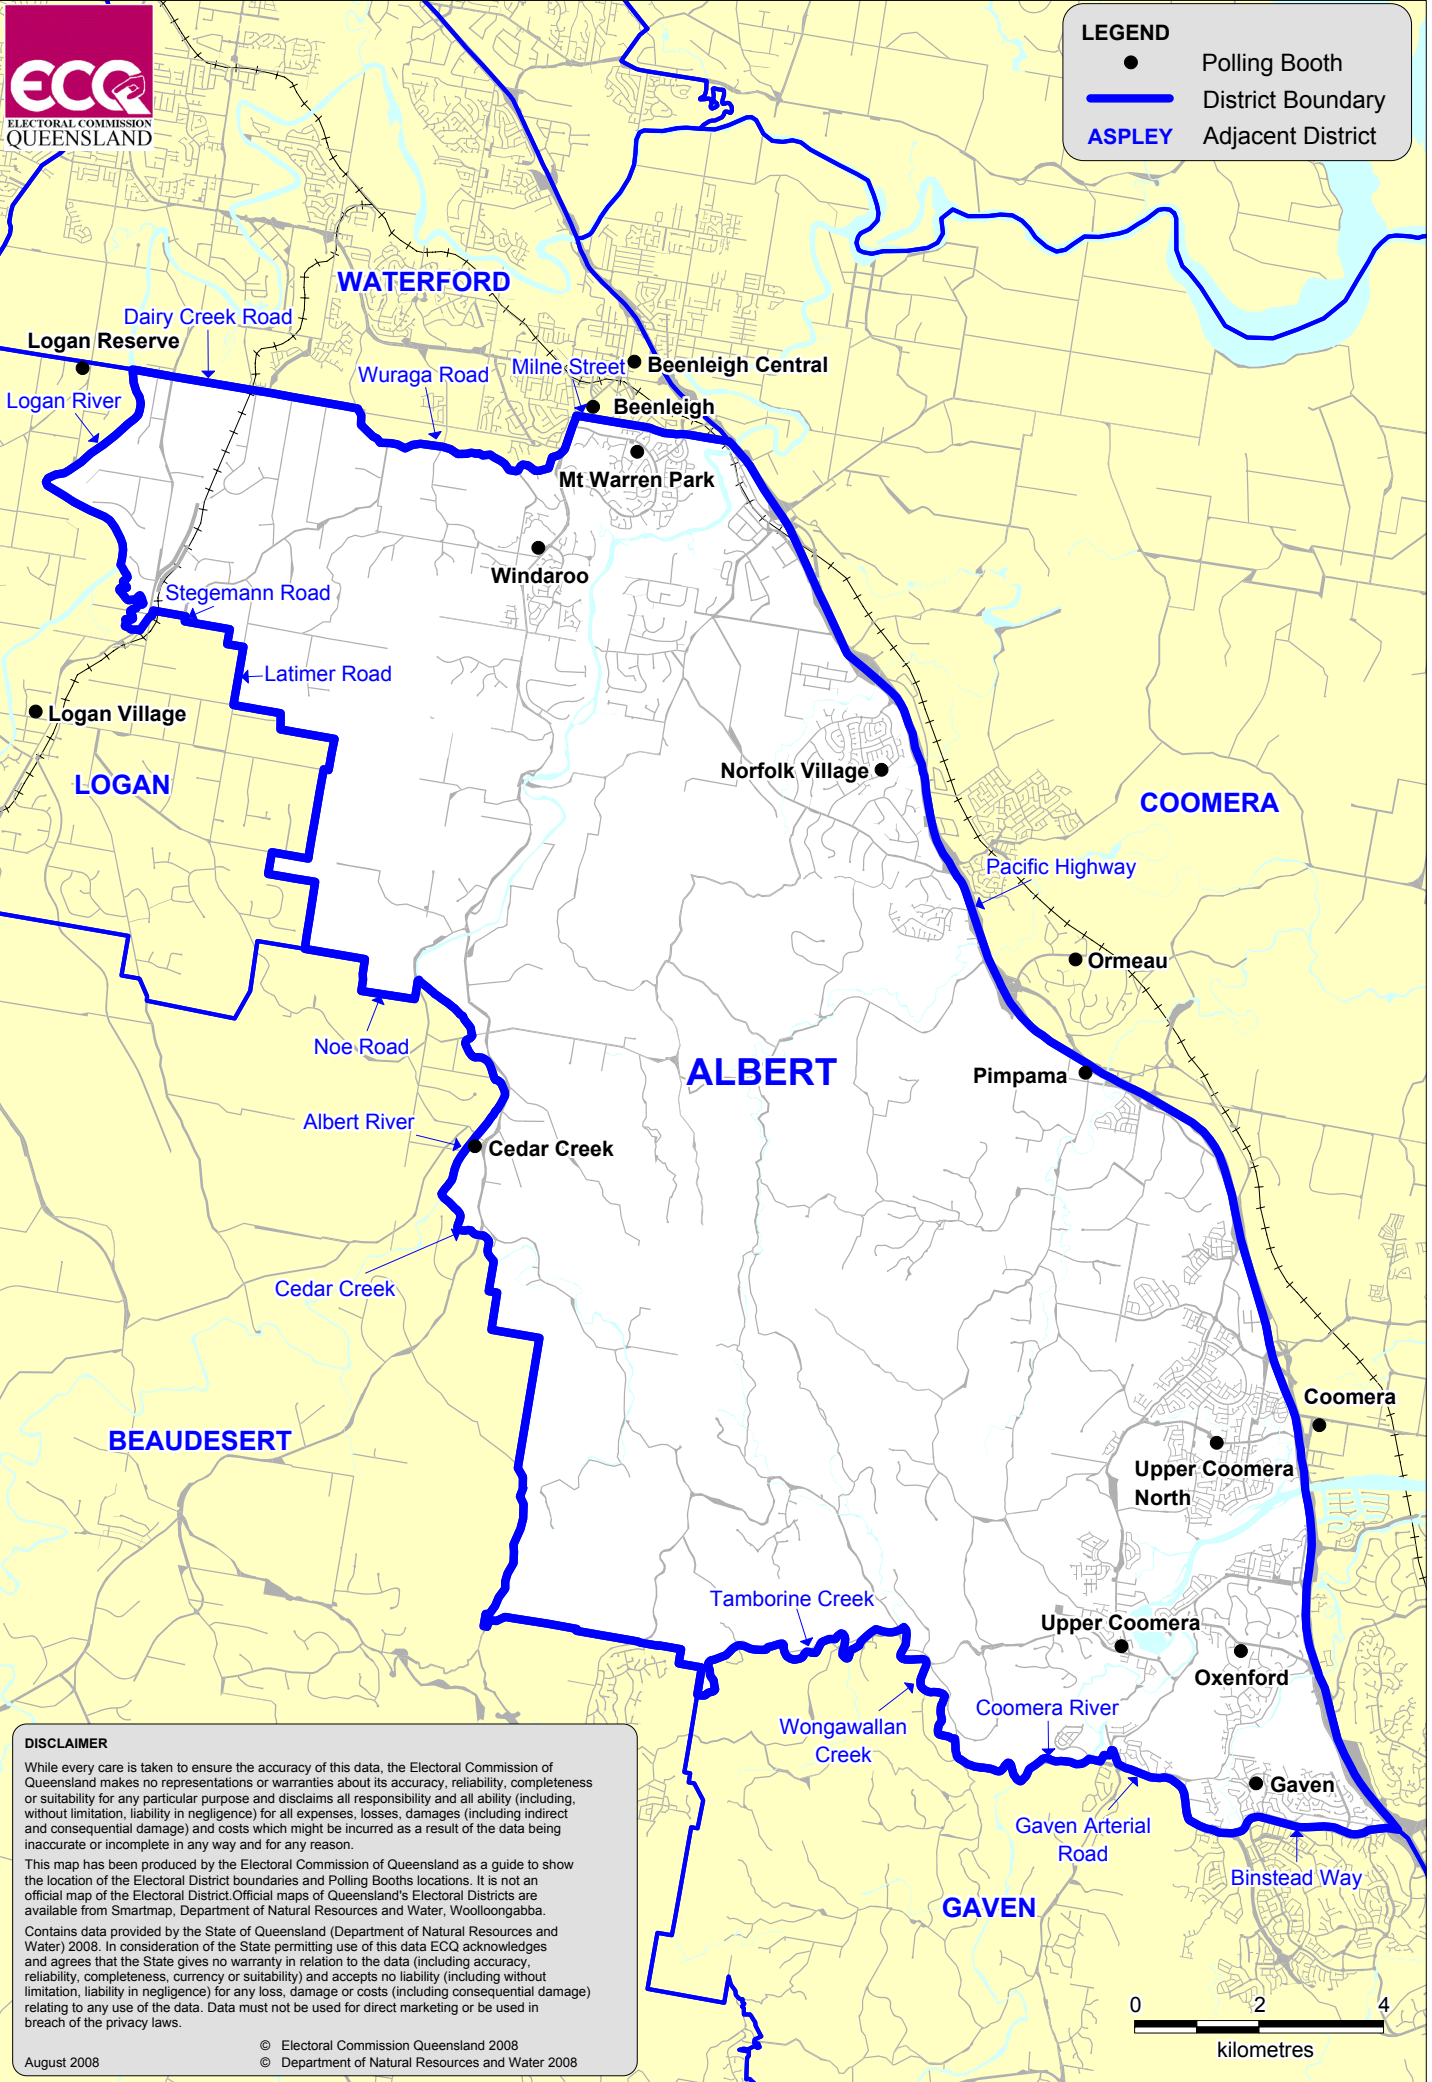 ECQ
ELECTORAL COMMISSION
QUEENSLAND
LEGEND
Polling Booth
District Boundary
ASPLEY Adjacent District
WATERFORD
Dairy Creek Road
Logan Reserve
Milne Street
Beenleigh Central
Wuraga Road
Logan River
Beenleigh
Mt Warren Park
Windaroo
Stegemann Road
Latimer Road
Logan Village
LOGAN
Norfolk Village
COOMERA
Pacific Highway
Ormeau
Noe Road
ALBERT
Pimpama
Albert River
Cedar Creek
Cedar Creek
Coomera
BEAUDESERT
Upper Coomera
North
Tamborine Creek
Upper Coomera
Oxenford
Coomera River
Wongawallan
Creek
Gaven
Gaven Arterial
Road
Binstead Way
GAVEN
DISCLAIMER
While every care is taken to ensure the accuracy of this data, the Electoral Commission of
Queensland makes no representations or warranties about its accuracy, reliability, completeness
or suitability for any particular purpose and disclaims all responsibility and all ability (including,
without limitation, liability in negligence) for all expenses, losses, damages (including indirect
and consequential damage) and costs which might be incurred as a result of the data being
inaccurate or incomplete in any way and for any reason.
This map has been produced by the Electoral Commission of Queensland as a guide to show
the location of the Electoral District boundaries and Polling Booths locations. It is not an
official map of the Electoral District.Official maps of Queensland's Electoral Districts are
available from Smartmap, Department of Natural Resources and Water, Woolloongabba.
Contains data provided by the State of Queensland (Department of Natural Resources and
Water) 2008. In consideration of the State permitting use of this data ECQ acknowledges
and agrees that the State gives no warranty in relation to the data (including accuracy,
reliability, completeness, currency or suitability) and accepts no liability (including without
limitation, liability in negligence) for any loss, damage or costs (including consequential damage)
relating to any use of the data. Data must not be used for direct marketing or be used in
breach of the privacy laws.
© Electoral Commission Queensland 2008
August 2008 © Department of Natural Resources and Water 2008
0 2 4
kilometres